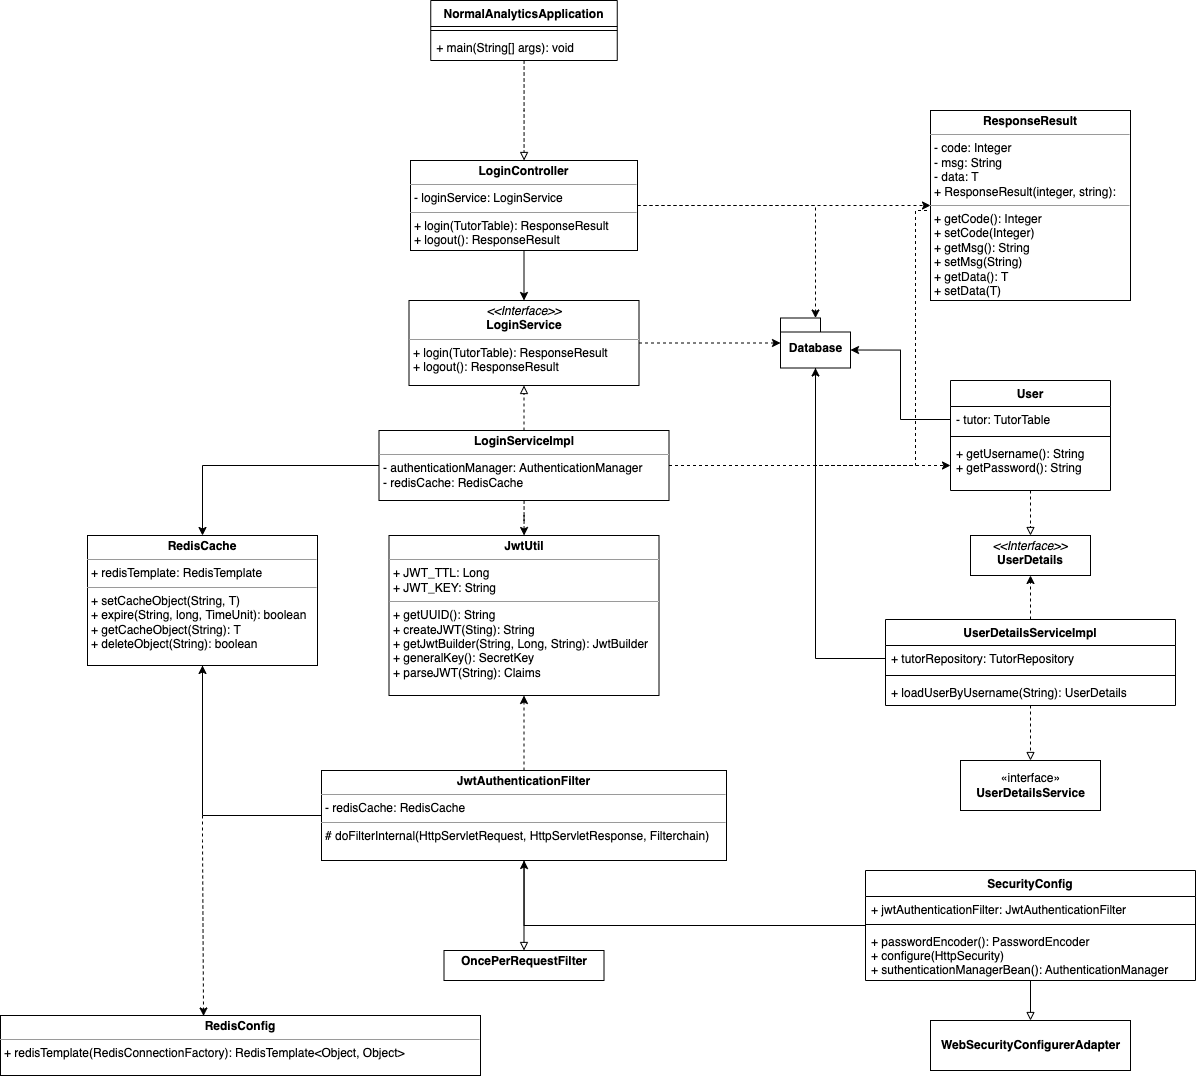 NormalAnalyticsApplication
+ main(String[] args): void
ResponseResult
- code: Integer
- msg: String
- data: T
+ ResponseResult(integer, string):
+ getCode(): Integer
+ setCode(Integer)
+ getMsg(): String
+ setMsg(String)
+ getData(): T
+ setData(T)
LoginController
- loginService: LoginService
+ login(TutorTable): ResponseResult
+ logout(): ResponseResult
<<Interface>>
LoginService
+ login(TutorTable): ResponseResult
+ logout(): ResponseResult
Database
User
- tutor: TutorTable
+ getUsername(): String
+ getPassword(): String
LoginServiceImpl
- authenticationManager: AuthenticationManager
- redisCache: RedisCache
RedisCache
+ redisTemplate: RedisTemplate
+ setCacheObject(String, T)
+ expire(String, long, TimeUnit): boolean
+ getCacheObject(String): T
+ deleteObject(String): boolean
JwtUtil
+ JWT_TTL: Long
+ JWT_KEY: String
+ getUUID(): String
+ createJWT(Sting): String
+ getJwtBuilder(String, Long, String): JwtBuilder
+ generalKey(): SecretKey
+ parseJWT(String): Claims
<<Interface>>
UserDetails
UserDetailsServiceImpl
+ tutorRepository: TutorRepository
+ loadUserByUsername(String): UserDetails
«interface»
UserDetailsService
JwtAuthenticationFilter
- redisCache: RedisCache
# doFilterInternal(HttpServletRequest, HttpServletResponse, Filterchain)
SecurityConfig
+ jwtAuthenticationFilter: JwtAuthenticationFilter
+ passwordEncoder(): PasswordEncoder
+ configure(HttpSecurity)
+ suthenticationManagerBean(): AuthenticationManager
OncePerRequestFilter
RedisConfig
+ redisTemplate(RedisConnectionFactory): RedisTemplate<Object, Object>
WebSecurityConfigurerAdapter